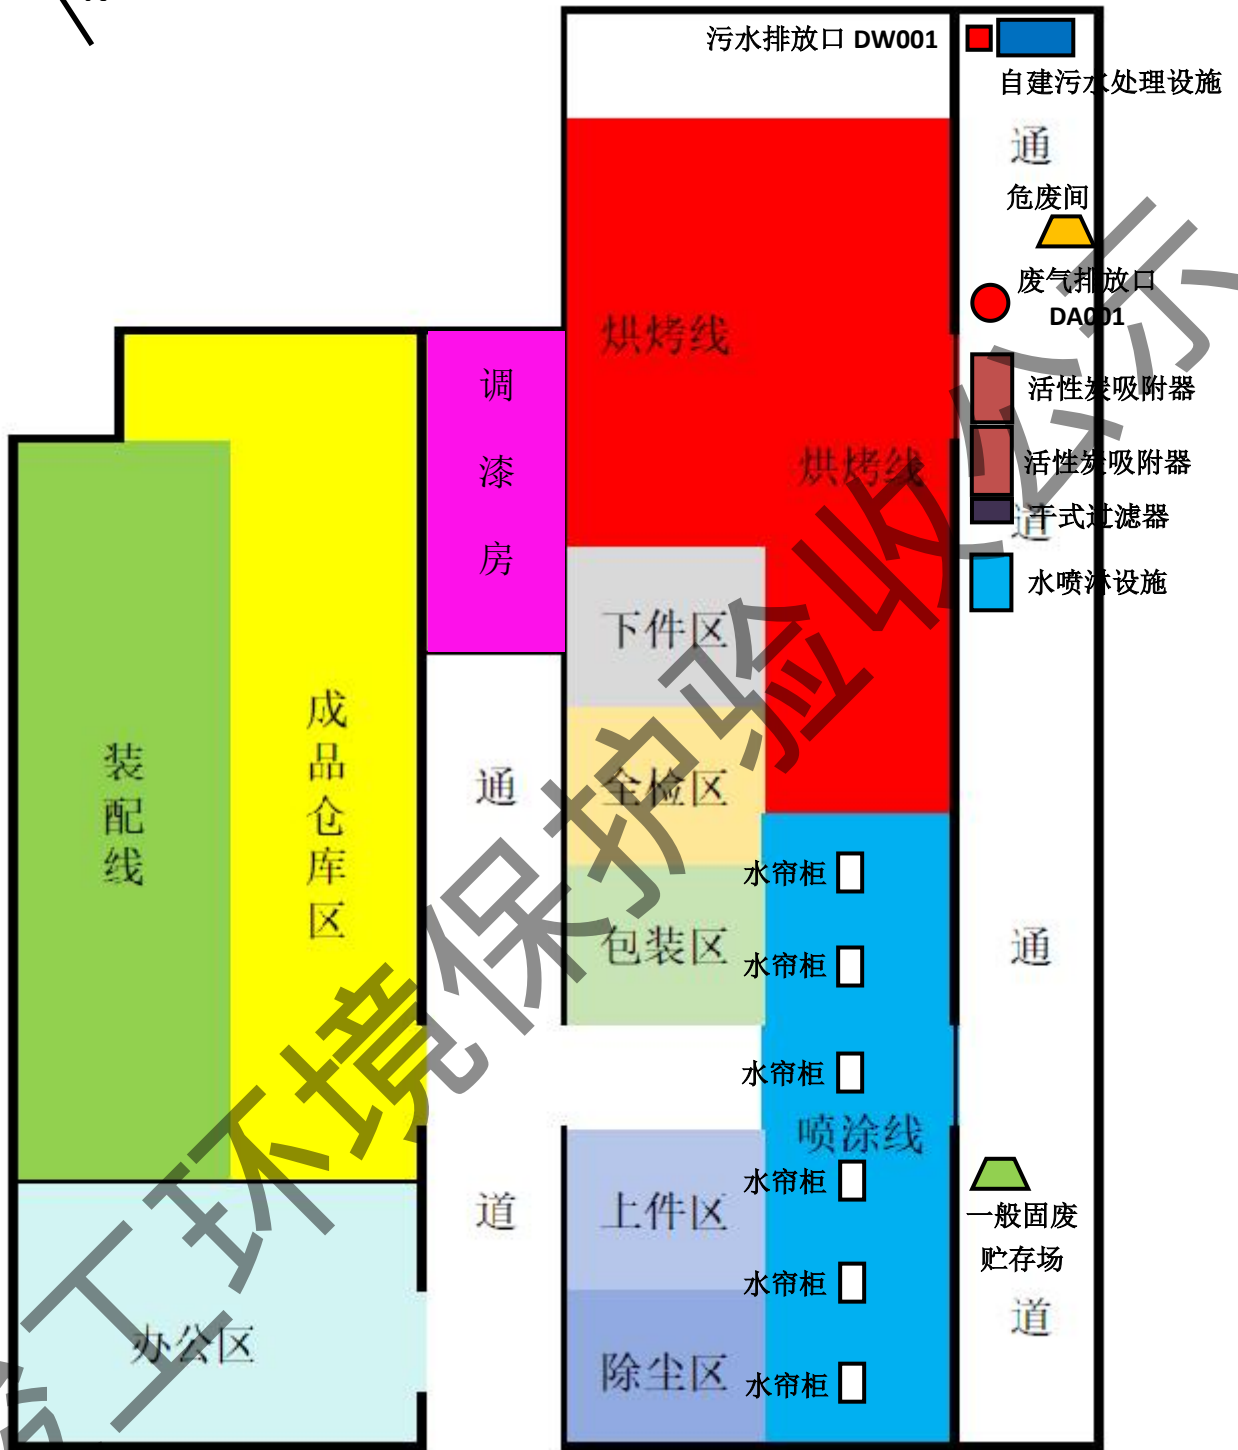 污水排放口 DW001
自建污水处理设施
通
危废间
废气排放口
DA001
烘烤线
调
漆
房
活性炭吸附器
烘烤线
活性炭吸附器
干式过滤器
道
水喷淋设施
下件区
成
品
仓
库
区
装
配
线
通
全检区
水帘柜
包装区
水帘柜
通
水帘柜
喷涂线
水帘柜
道
上件区
一般固废
贮存场
水帘柜
道
办公区
除尘区
水帘柜
竣工环境保护验收公示